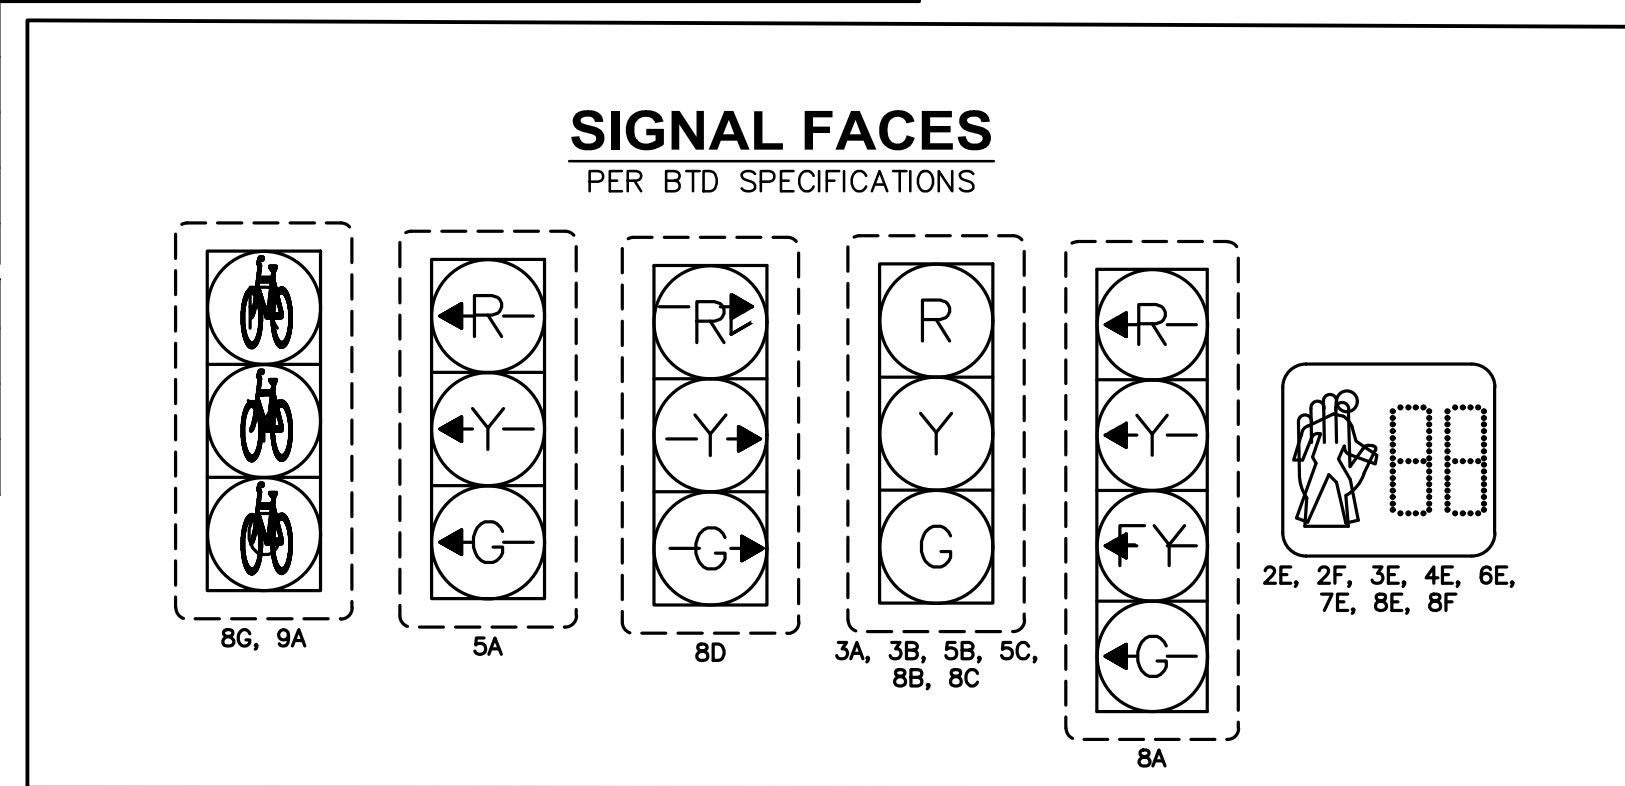 SIGNAL FACES
PER BTD SPECIFICATIONS
R
Y
G
5A
R
Y
G
8D
R
Y
G
3A, 3B, 5B, 5C,
8B, 8C
R
Y
FY
G
8A
8G, 9A
88
2E, 2F, 3E, 4E, 6E,
7E, 8E, 8F